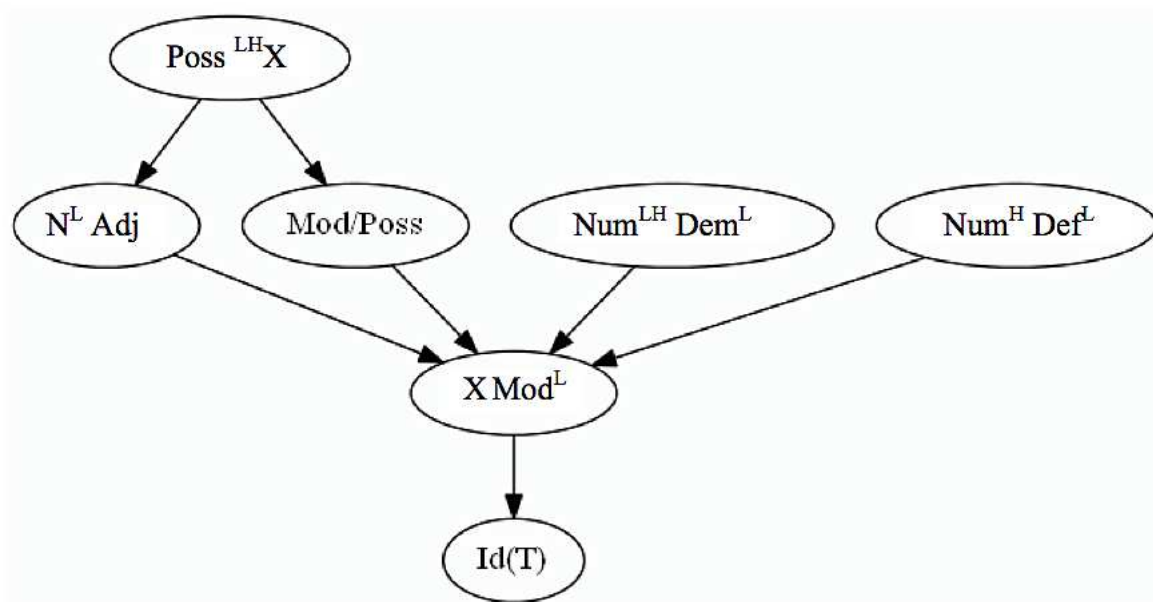 Poss ᴸᴴX
Nᴸ Adj
Mod/Poss
Numᴸᴴ Demᴸ
Numᴴ Defᴸ
X Modᴸ
Id(T)